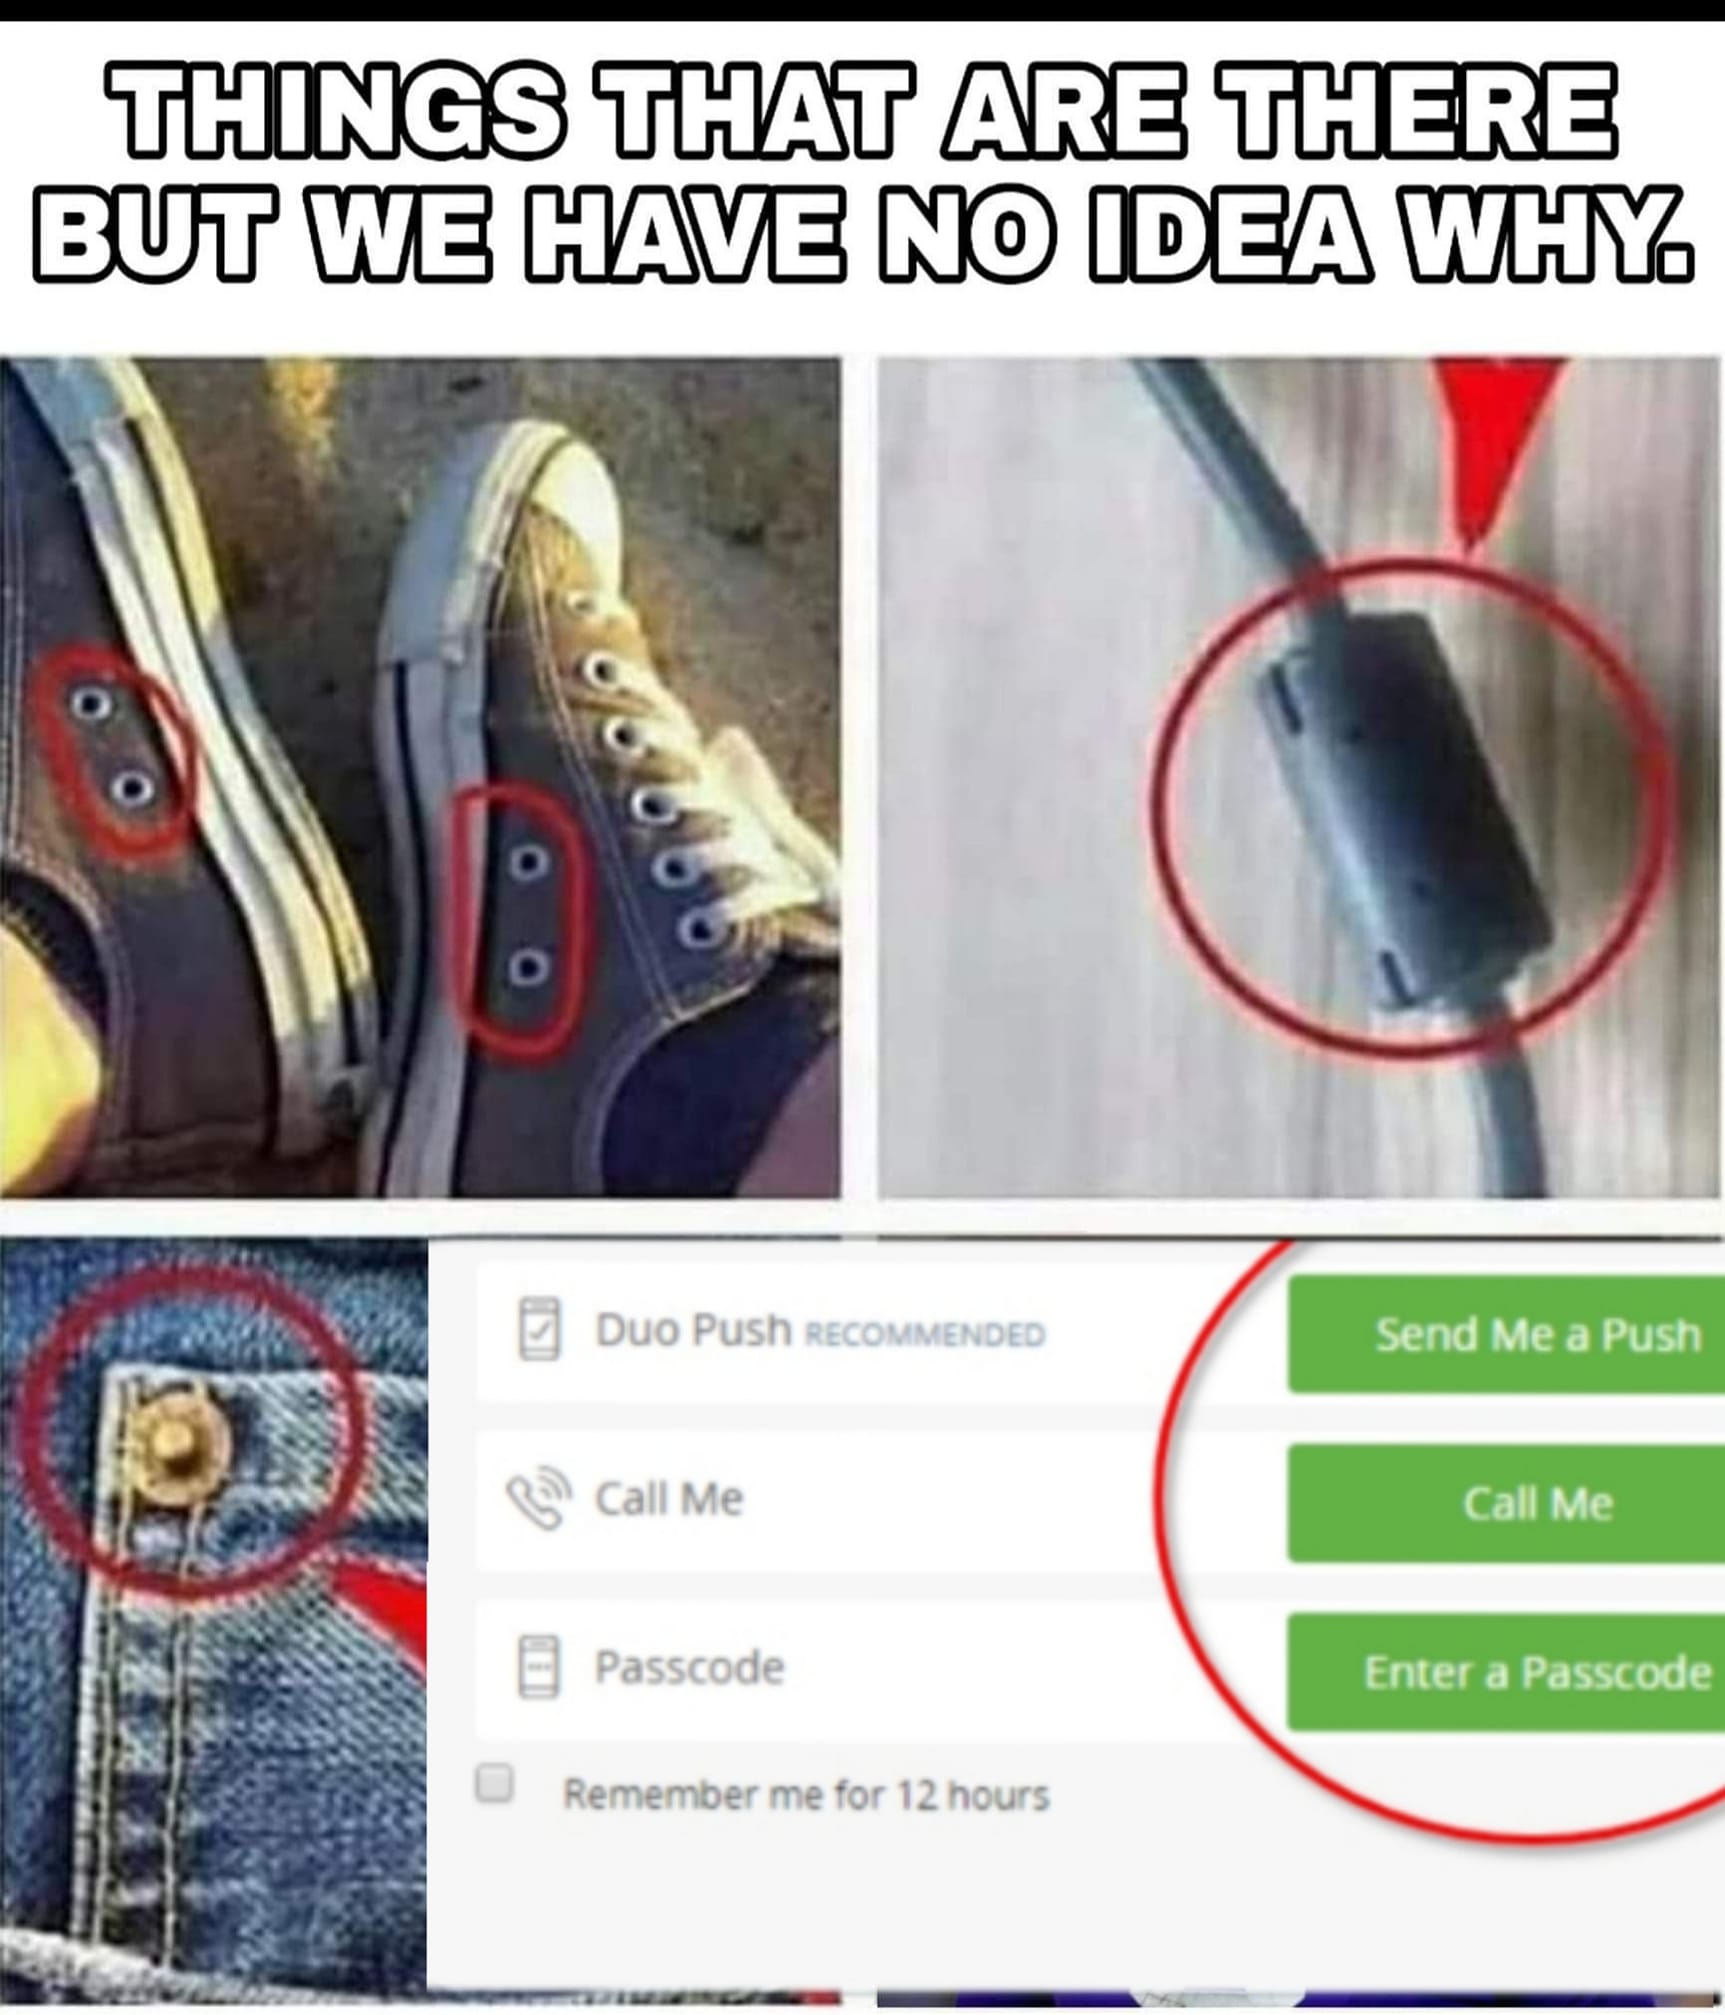 THINGS THAT ARE THERE
BUT WE HAVE NO IDEA WHY.
Duo Push RECOMMENDED
Send Me a Push
Call Me
Call Me
Passcode
Enter a Passcode
Remember me for 12 hours